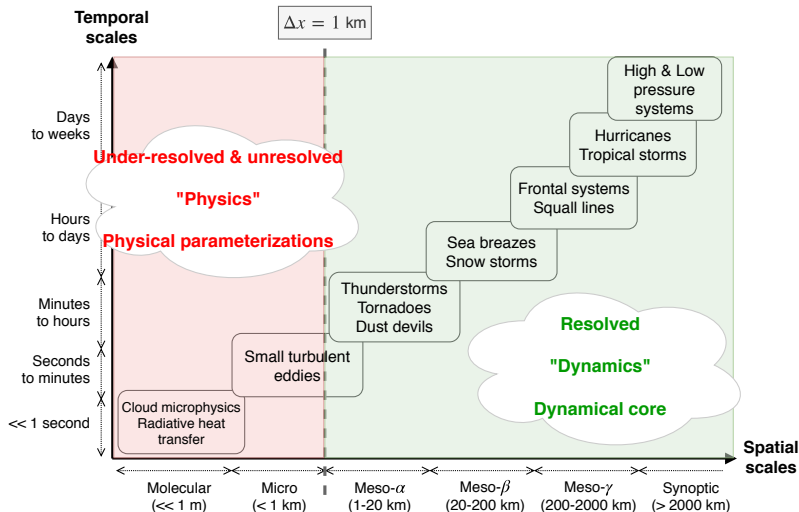 Temporal
scales
Δx = 1 km
High & Low
pressure
systems
Days
to weeks
Hurricanes
Tropical storms
Under-resolved & unresolved
"Physics"
Physical parameterizations
Frontal systems
Squall lines
Hours
to days
Sea breazes
Snow storms
Minutes
to hours
Thunderstorms
Tornadoes
Dust devils
Resolved
"Dynamics"
Dynamical core
Seconds
to minutes
Small turbulent
eddies
<< 1 second
Cloud microphysics
Radiative heat
transfer
Spatial
scales
Molecular
(<< 1 m)
Micro
(< 1 km)
Meso-α
(1-20 km)
Meso-β
(20-200 km)
Meso-γ
(200-2000 km)
Synoptic
(> 2000 km)